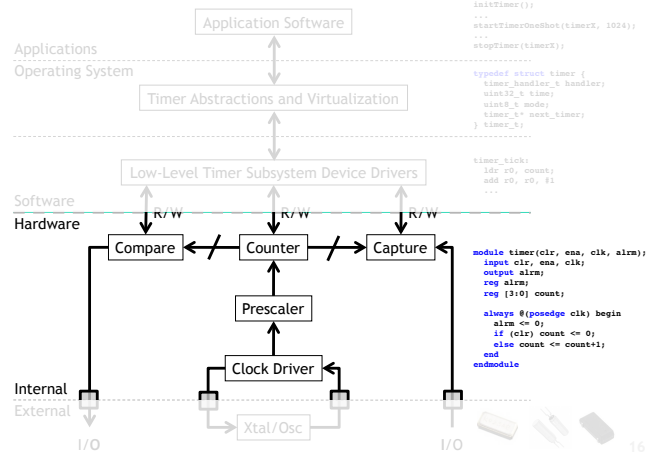 initTimer();
...
startTimerOneShot(timerZ, 1024);
...
stopTimer(timerZ);
Application Software
Applications
Operating System
typedef struct timer {
timer_handler_t handler;
uint32_t time;
uint8_t mode;
timer_t* next_timer;
} timer_t;
Timer Abstractions and Virtualization
timer_tick:
ldr r0, count;
add r0, r0, #1
...
Low-Level Timer Subsystem Device Drivers
Software
R/W
R/W
R/W
Hardware
Compare
Counter
Capture
module timer(clr, ena, clk, alrm);
input clr, ena, clk;
output alrm;
reg alrm;
reg [3:0] count;
always @(posedge clk) begin
alrm <= 0;
if (clr) count <= 0;
else count <= count+1;
end
endmodule
Prescaler
Clock Driver
Internal
External
Xtal/Osc
I/O
I/O
16